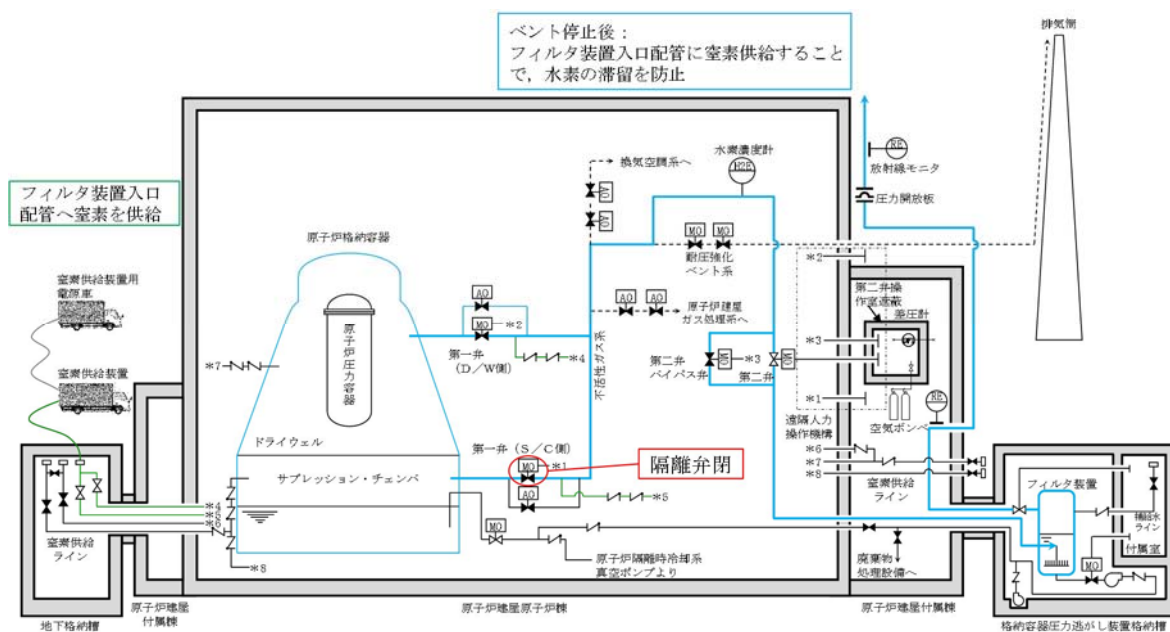 ベント停止後：
フィルタ装置入口配管に窒素供給すること
で，水素の滞留を防止
排気筒
フィルタ装置入口
配管へ窒素を供給
換気空調系へ
水素濃度計
H2E
RE
放射線モニタ
圧力開放板
AO
AO
原子炉格納容器
MO
MO
耐圧強化
ベント系
*2
窒素供給装置用
電源車
AO
MO
*2
第一弁
（D／W側）
*4
AO
AO
原子炉建屋
ガス処理系へ
第二弁操
作室遮蔽
差圧計
*3
*7
原子炉圧力容器
不活性ガス系
第二弁
バイパス弁
MO
*3
第二弁
MO
窒素供給装置
*1
遠隔人力
操作機構
空気ボンベ
RE
ドライウェル
第一弁（S／C側）
MO
*1
隔離弁閉
*6
*7
*8
サプレッション・チェンバ
AO
*5
窒素供給
ライン
フィルタ装置
*4
*5
*6
窒素供給
ライン
*8
MO
原子炉隔離時冷却系
真空ポンプより
廃棄物
処理設備へ
補給水
ライン
付属室
MO
地下格納槽
原子炉建屋
付属棟
原子炉建屋原子炉棟
原子炉建屋付属棟
格納容器圧力逃がし装置格納槽